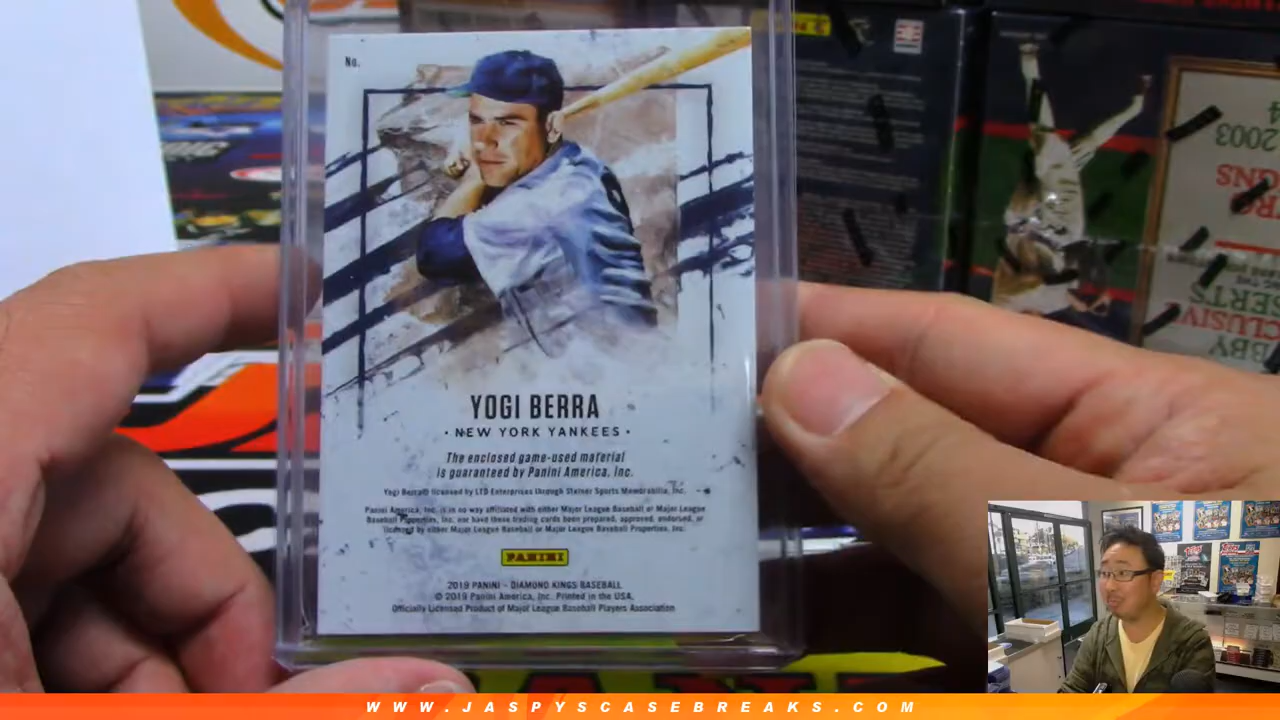 No.
YOGI BERRA
• NEW YORK YANKEES •
The enclosed game-used material
is guaranteed by Panini America, Inc.
Yogi Berra® licensed by LTD Enterprises through Steiner Sports Memorabilia, Inc.
Panini America, Inc. is in no way affiliated with either Major League Baseball or Major League
Baseball Properties, Inc. nor have these trading cards been prepared, approved, endorsed, or
licensed by either Major League Baseball or Major League Baseball Properties, Inc.
PANINI
2019 PANINI – DIAMOND KINGS BASEBALL
© 2019 Panini America, Inc. Printed in the USA.
Officially Licensed Product of Major League Baseball Players Association
2003
WWW.JASPYSCASEBREAKS.COM